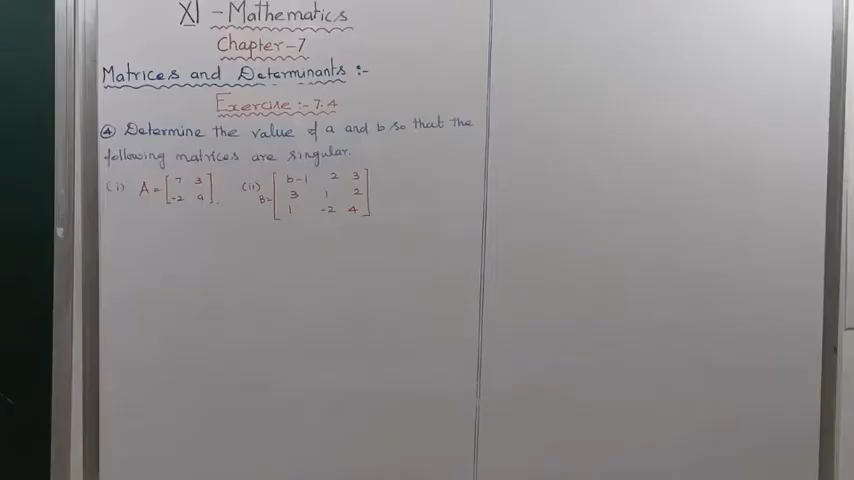 XI - Mathematics
Chapter-7
Matrices and Determinants :-
Exercise :- 7.4
④ Determine the value of a and b so that the
following matrices are singular.
(i) A = [ 7 3 (ii) B = [ b-1 2 3
-2 a ] 3 1 2
1 -2 4 ]